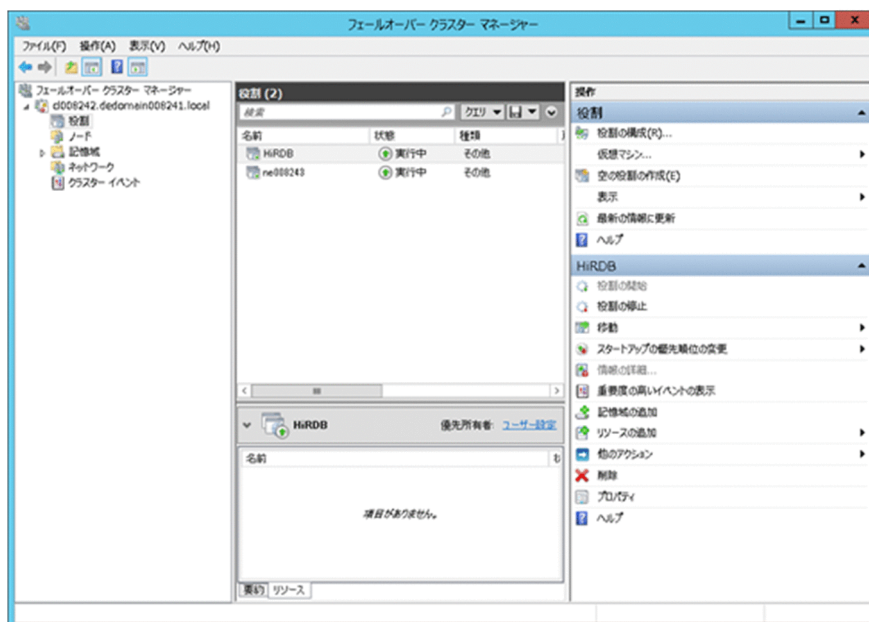 フェールオーバー クラスター マネージャー
ファイル(F) 操作(A) 表示(V) ヘルプ(H)
フェールオーバー クラスター マネージャー
cl008242.dedomain008241.local
役割
ノード
記憶域
ネットワーク
クラスター イベント
役割 (2)
検索
クエリ
名前 状態 種類
HiRDB 実行中 その他
ne008243 実行中 その他
HiRDB 優先所有者: ユーザー設定
名前
項目がありません。
要約 リソース
操作
役割
役割の構成(R)...
仮想マシン...
空の役割の作成(E)
表示
最新の情報に更新
ヘルプ
HiRDB
役割の開始
役割の停止
移動
スタートアップの優先順位の変更
情報の詳細...
重要度の高いイベントの表示
記憶域の追加
リソースの追加
他のアクション
削除
プロパティ
ヘルプ